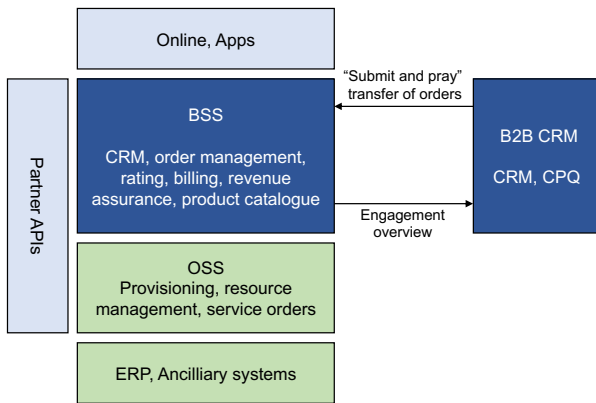 Online, Apps
Partner APIs
BSS
CRM, order management,
rating, billing, revenue
assurance, product catalogue
“Submit and pray”
transfer of orders
Engagement
overview
B2B CRM
CRM, CPQ
OSS
Provisioning, resource
management, service orders
ERP, Ancilliary systems